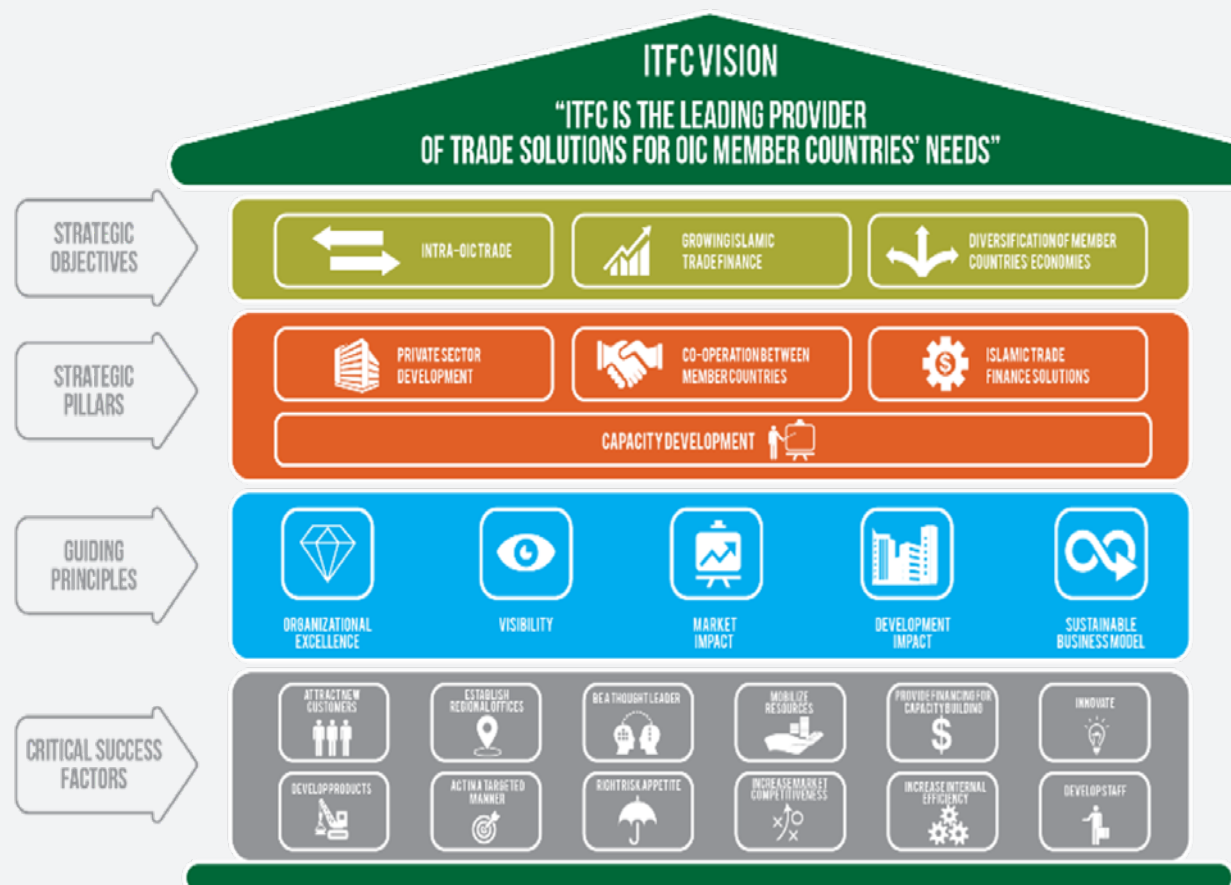 ITFC VISION
“ITFC IS THE LEADING PROVIDER
OF TRADE SOLUTIONS FOR OIC MEMBER COUNTRIES’ NEEDS”
STRATEGIC
OBJECTIVES
INTRA-OIC TRADE
GROWING ISLAMIC
TRADE FINANCE
DIVERSIFICATION OF MEMBER
COUNTRIES' ECONOMIES
STRATEGIC
PILLARS
PRIVATE SECTOR
DEVELOPMENT
CO-OPERATION BETWEEN
MEMBER COUNTRIES
$
ISLAMIC TRADE
FINANCE SOLUTIONS
CAPACITY DEVELOPMENT
GUIDING
PRINCIPLES
ORGANIZATIONAL
EXCELLENCE
VISIBILITY
MARKET
IMPACT
DEVELOPMENT
IMPACT
SUSTAINABLE
BUSINESS MODEL
CRITICAL SUCCESS
FACTORS
ATTRACT NEW
CUSTOMERS
ESTABLISH
REGIONAL OFFICES
BE A THOUGHT LEADER
MOBILIZE
RESOURCES
PROVIDE FINANCING FOR
CAPACITY BUILDING
$
INNOVATE
DEVELOP PRODUCTS
ACT IN A TARGETED
MANNER
RIGHT RISK APPETITE
INCREASE MARKET
COMPETITIVENESS
INCREASE INTERNAL
EFFICIENCY
DEVELOP STAFF